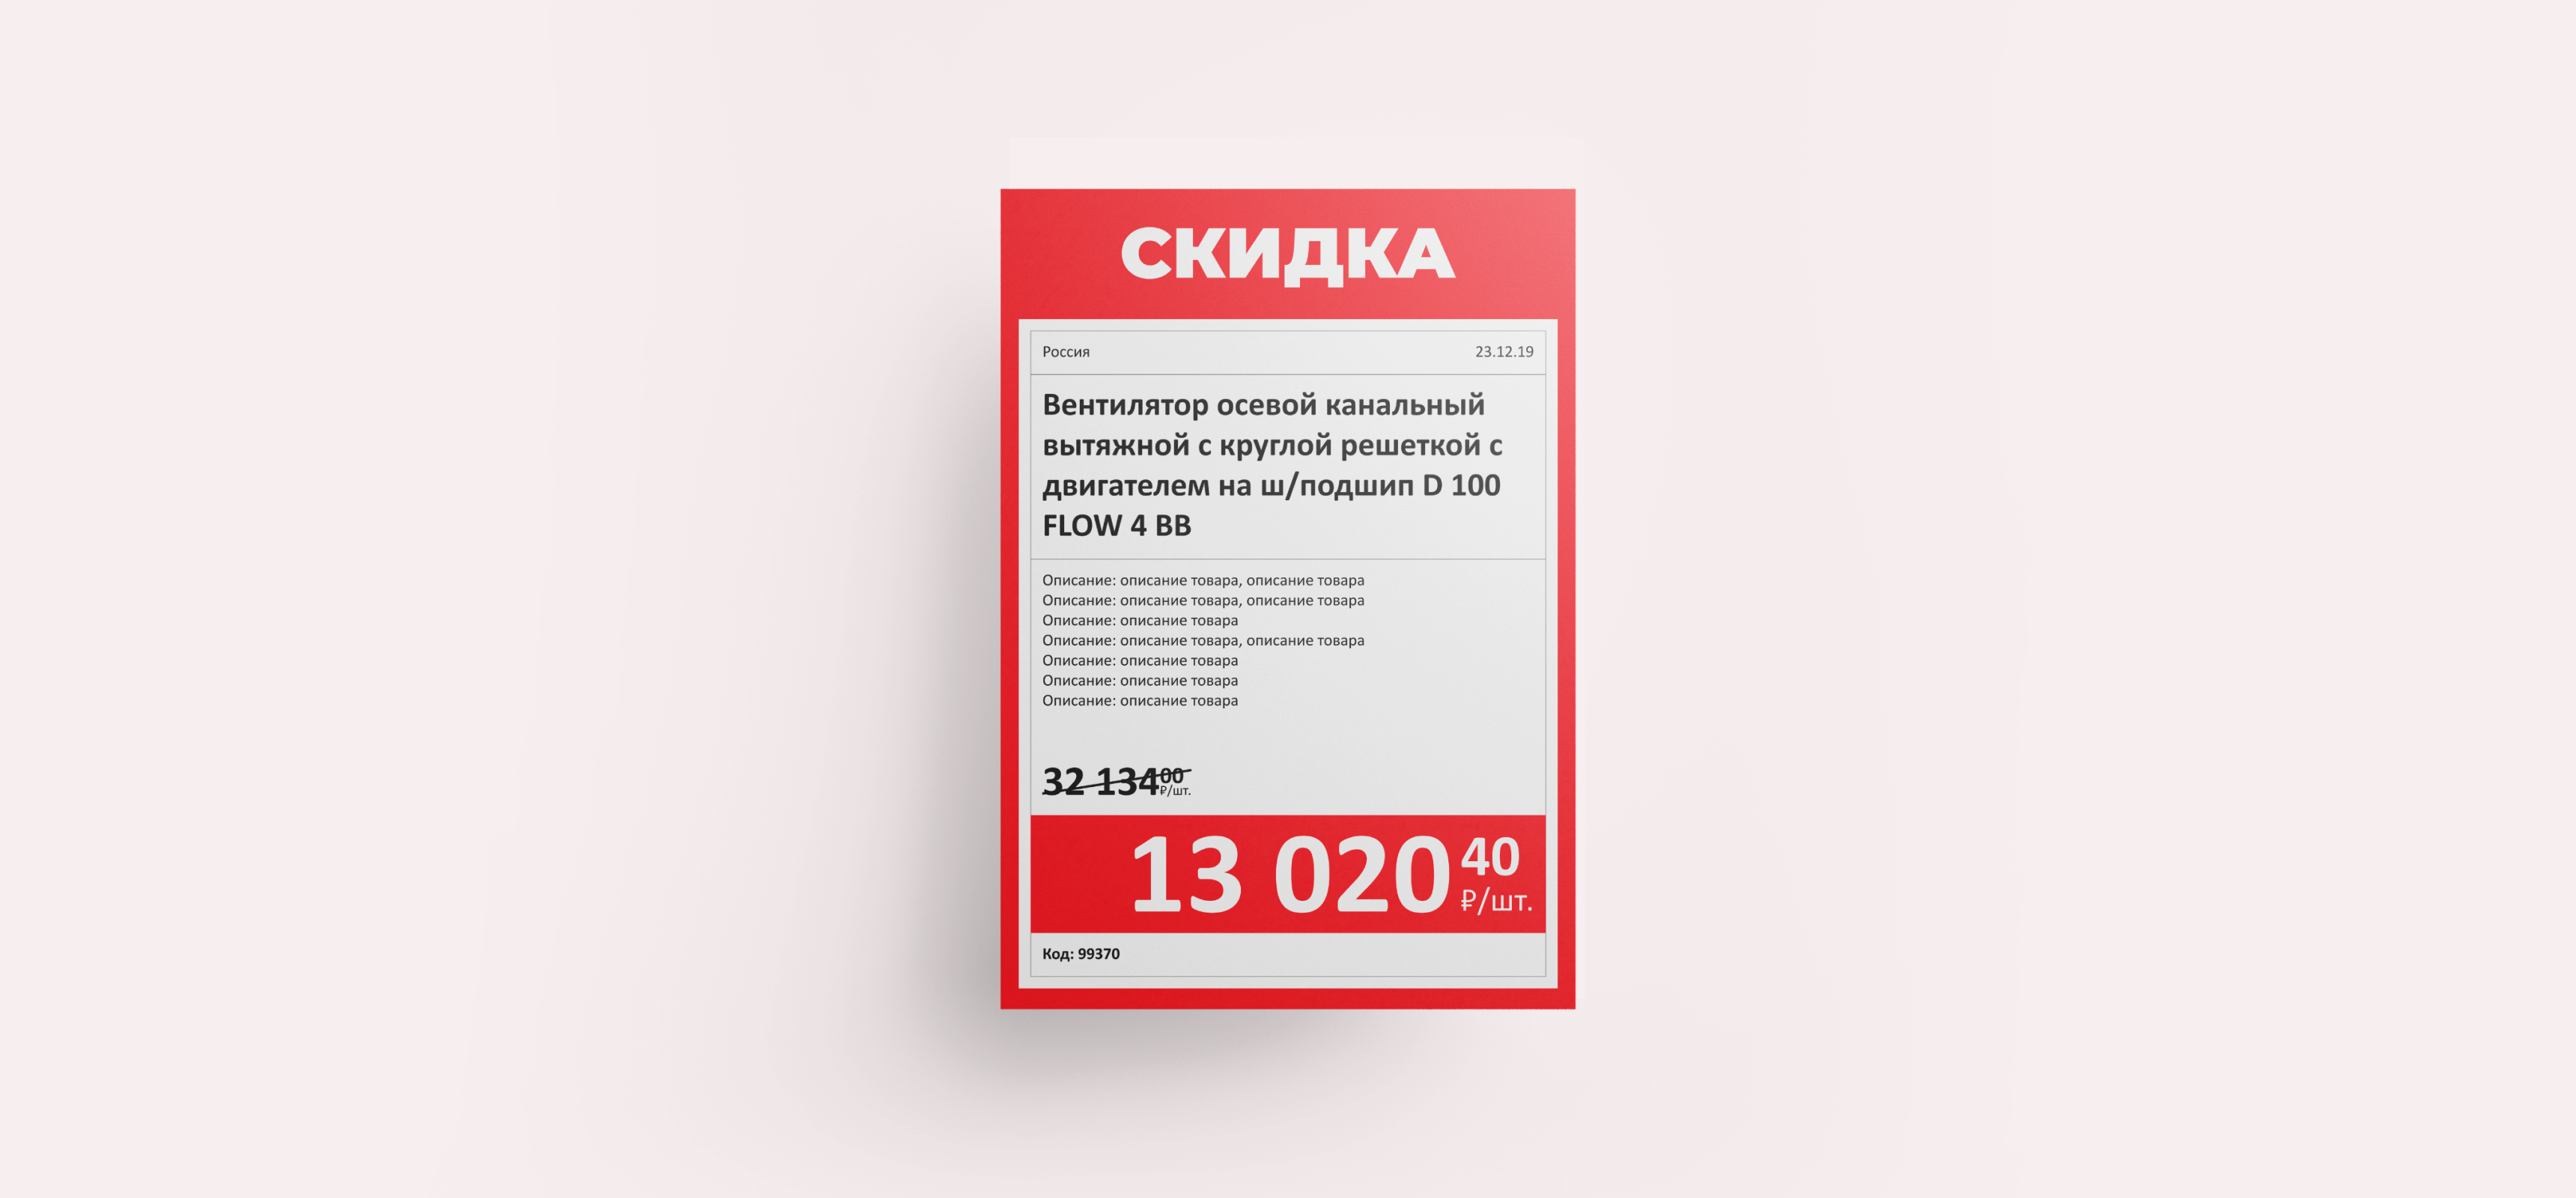 СКИДКА
Россия 23.12.19
Вентилятор осевой канальный
вытяжной с круглой решеткой с
двигателем на ш/подшип D 100
FLOW 4 BB
Описание: описание товара, описание товара
Описание: описание товара, описание товара
Описание: описание товара
Описание: описание товара, описание товара
Описание: описание товара
Описание: описание товара
Описание: описание товара
32 134 00
₽/шт.
13 020 40
₽/шт.
Код: 99370